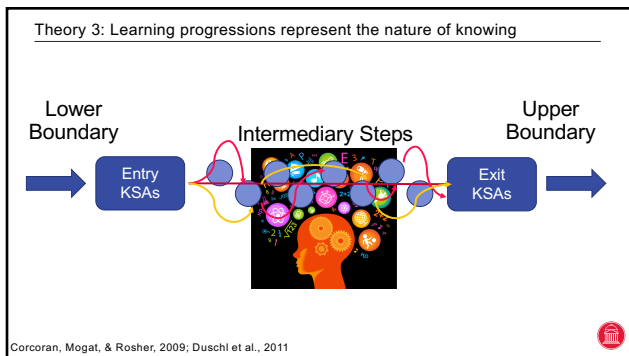 Theory 3: Learning progressions represent the nature of knowing
Lower
Boundary
Intermediary Steps
Upper
Boundary
Entry
KSAs
Exit
KSAs
Corcoran, Mogat, & Rosher, 2009; Duschl et al., 2011